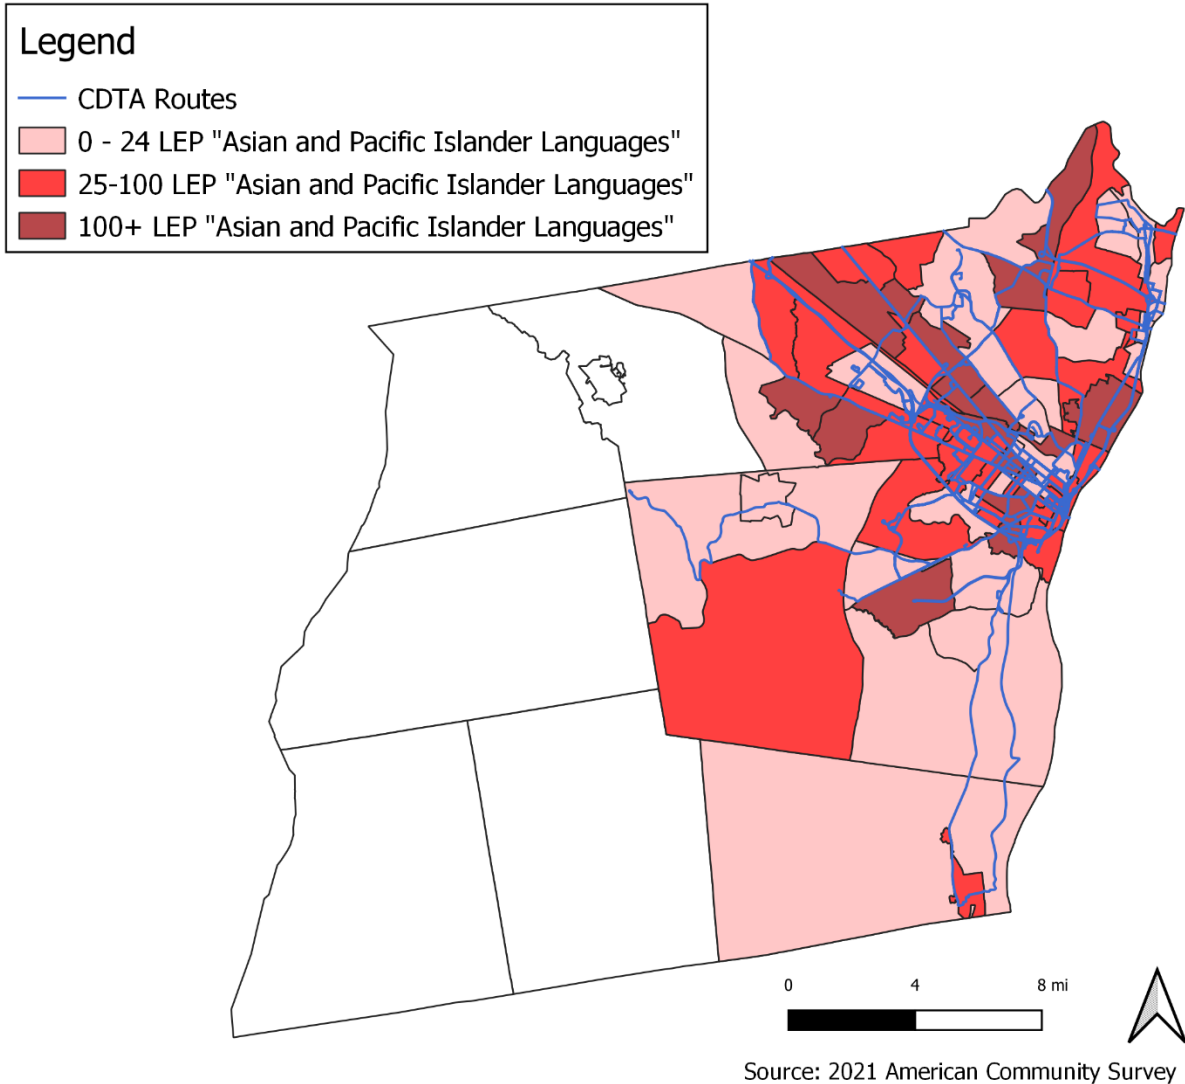 Legend
CDTA Routes
0 - 24 LEP "Asian and Pacific Islander Languages"
25-100 LEP "Asian and Pacific Islander Languages"
100+ LEP "Asian and Pacific Islander Languages"
0 4 8 mi
Source: 2021 American Community Survey